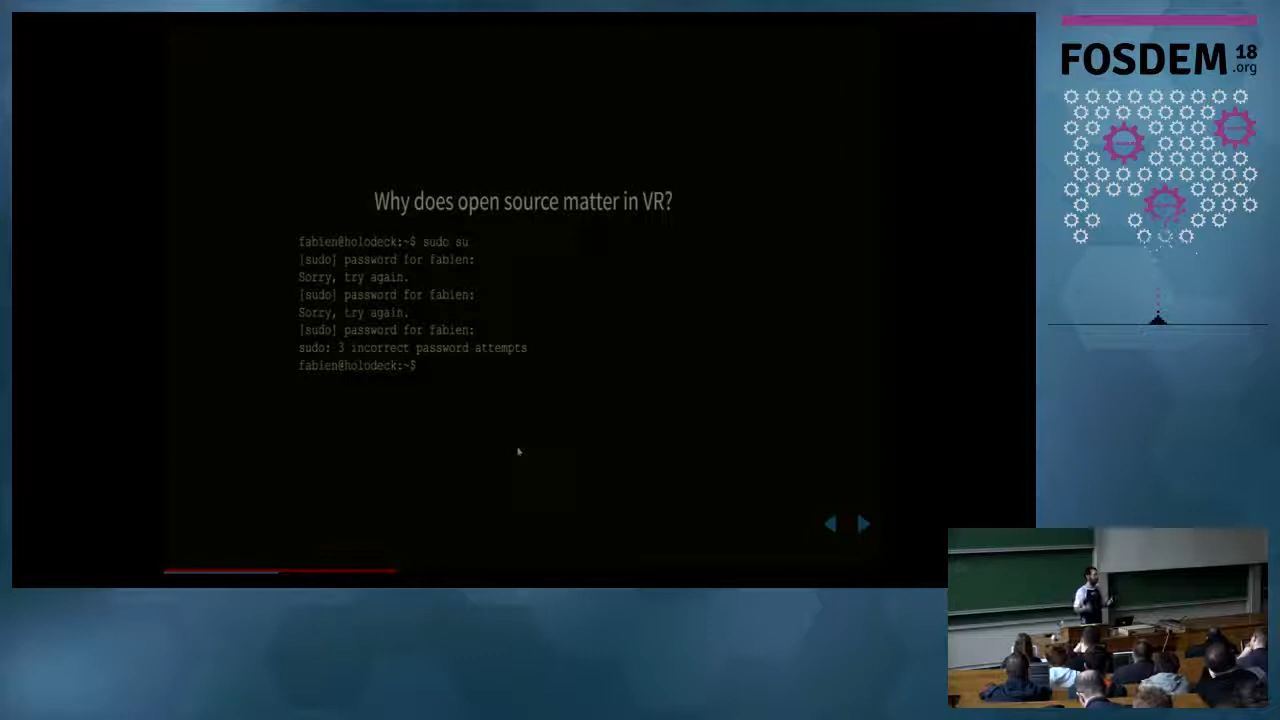 Why does open source matter in VR?
fabien@holodeck:~$ sudo su
[sudo] password for fabien:
Sorry, try again.
[sudo] password for fabien:
Sorry, try again.
[sudo] password for fabien:
sudo: 3 incorrect password attempts
fabien@holodeck:~$
FOSDEM 18
.org